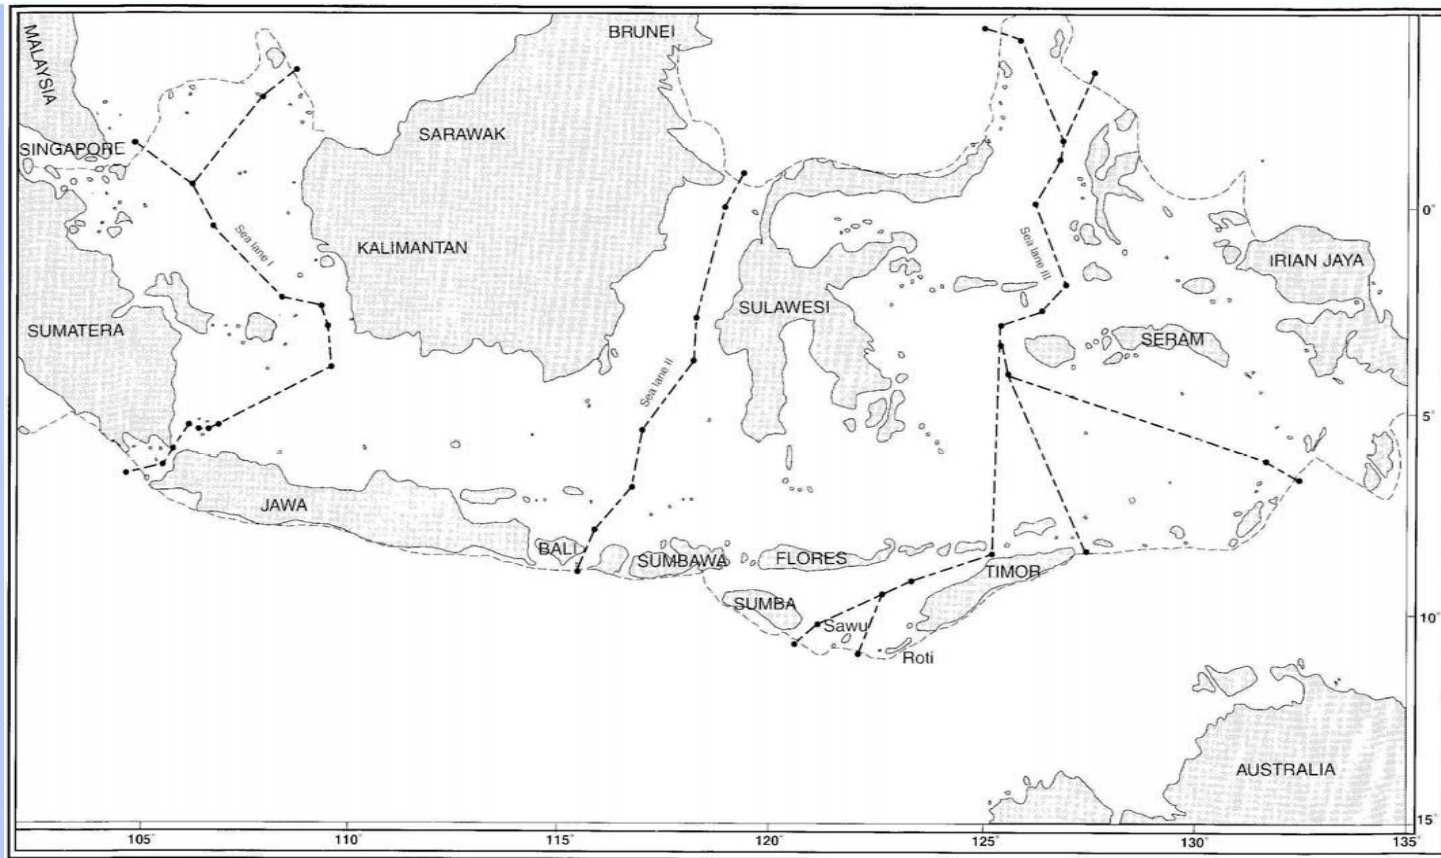 MALAYSIA
BRUNEI
SARAWAK
SINGAPORE
0°
Sea lane I
KALIMANTAN
Sea lane III
IRIAN JAYA
SULAWESI
SUMATERA
SERAM
Sea lane II
5°
JAWA
BALI
SUMBAWA
FLORES
TIMOR
SUMBA
10°
Sawu
Roti
AUSTRALIA
15°
105°
110°
115°
120°
125°
130°
135°